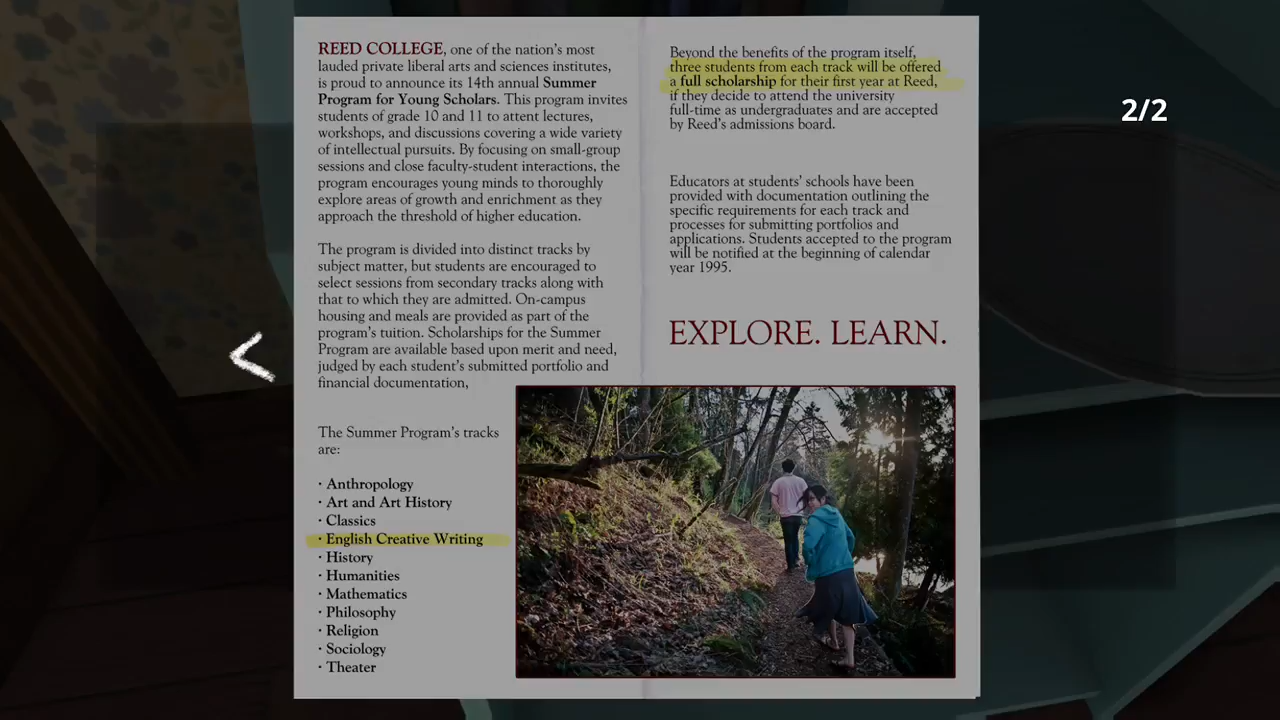 REED COLLEGE, one of the nation's most
lauded private liberal arts and sciences institutes,
is proud to announce its 14th annual Summer
Program for Young Scholars. This program invites
students of grade 10 and 11 to attent lectures,
workshops, and discussions covering a wide variety
of intellectual pursuits. By focusing on small-group
sessions and close faculty-student interactions, the
program encourages young minds to thoroughly
explore areas of growth and enrichment as they
approach the threshold of higher education.
The program is divided into distinct tracks by
subject matter, but students are encouraged to
select sessions from secondary tracks along with
that to which they are admitted. On-campus
housing and meals are provided as part of the
program's tuition. Scholarships for the Summer
Program are available based upon merit and need,
judged by each student's submitted portfolio and
financial documentation,
The Summer Program's tracks
are:
· Anthropology
· Art and Art History
· Classics
· English Creative Writing
· History
· Humanities
· Mathematics
· Philosophy
· Religion
· Sociology
· Theater
Beyond the benefits of the program itself,
three students from each track will be offered
a full scholarship for their first year at Reed,
if they decide to attend the university
full-time as undergraduates and are accepted
by Reed's admissions board.
Educators at students' schools have been
provided with documentation outlining the
specific requirements for each track and
processes for submitting portfolios and
applications. Students accepted to the program
will be notified at the beginning of calendar
year 1995.
EXPLORE. LEARN.
2/2